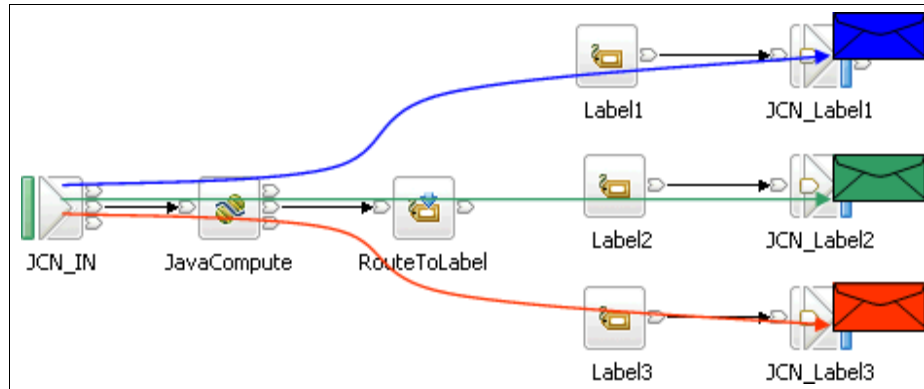 Label1
JCN_Label1
JCN_IN
JavaCompute
RouteToLabel
Label2
JCN_Label2
Label3
JCN_Label3